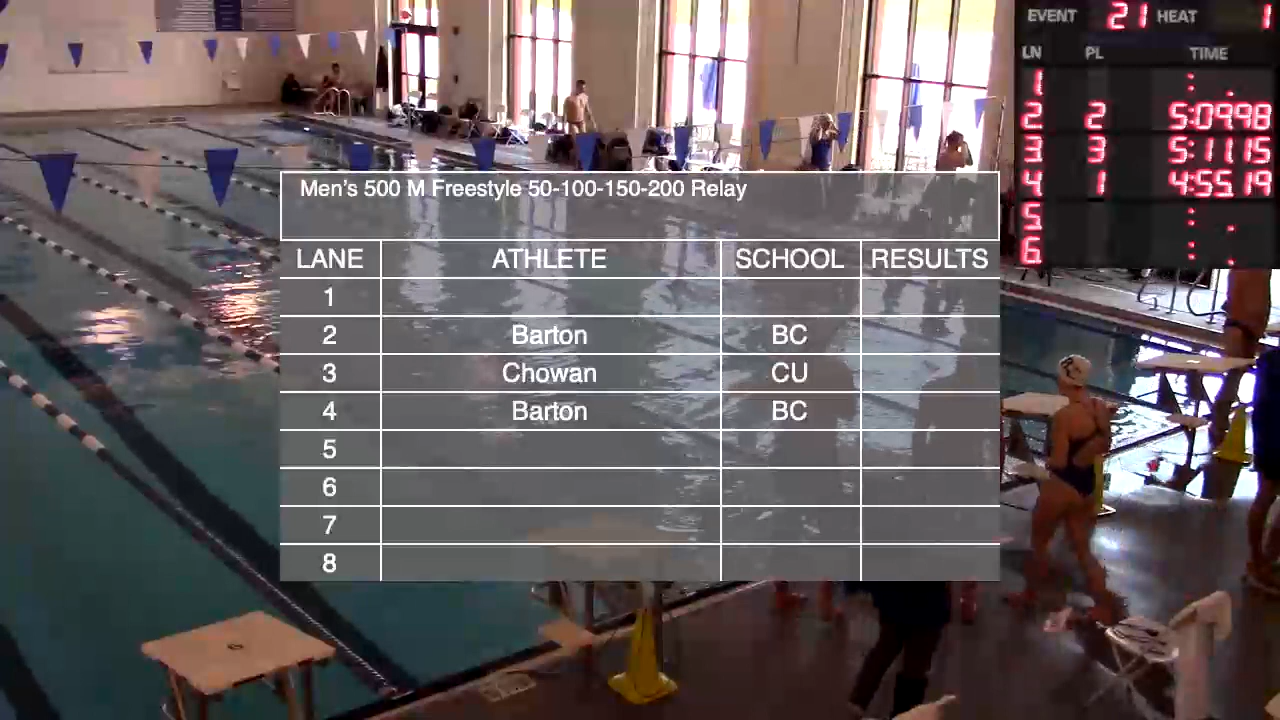 EVENT 21 HEAT 1
LN PL TIME
1 : .
2 2 5:09.98
3 3 5:11.15
4 1 4:55.19
5 : .
6 : .
Men's 500 M Freestyle 50-100-150-200 Relay
LANE ATHLETE SCHOOL RESULTS
1
2 Barton BC
3 Chowan CU
4 Barton BC
5
6
7
8